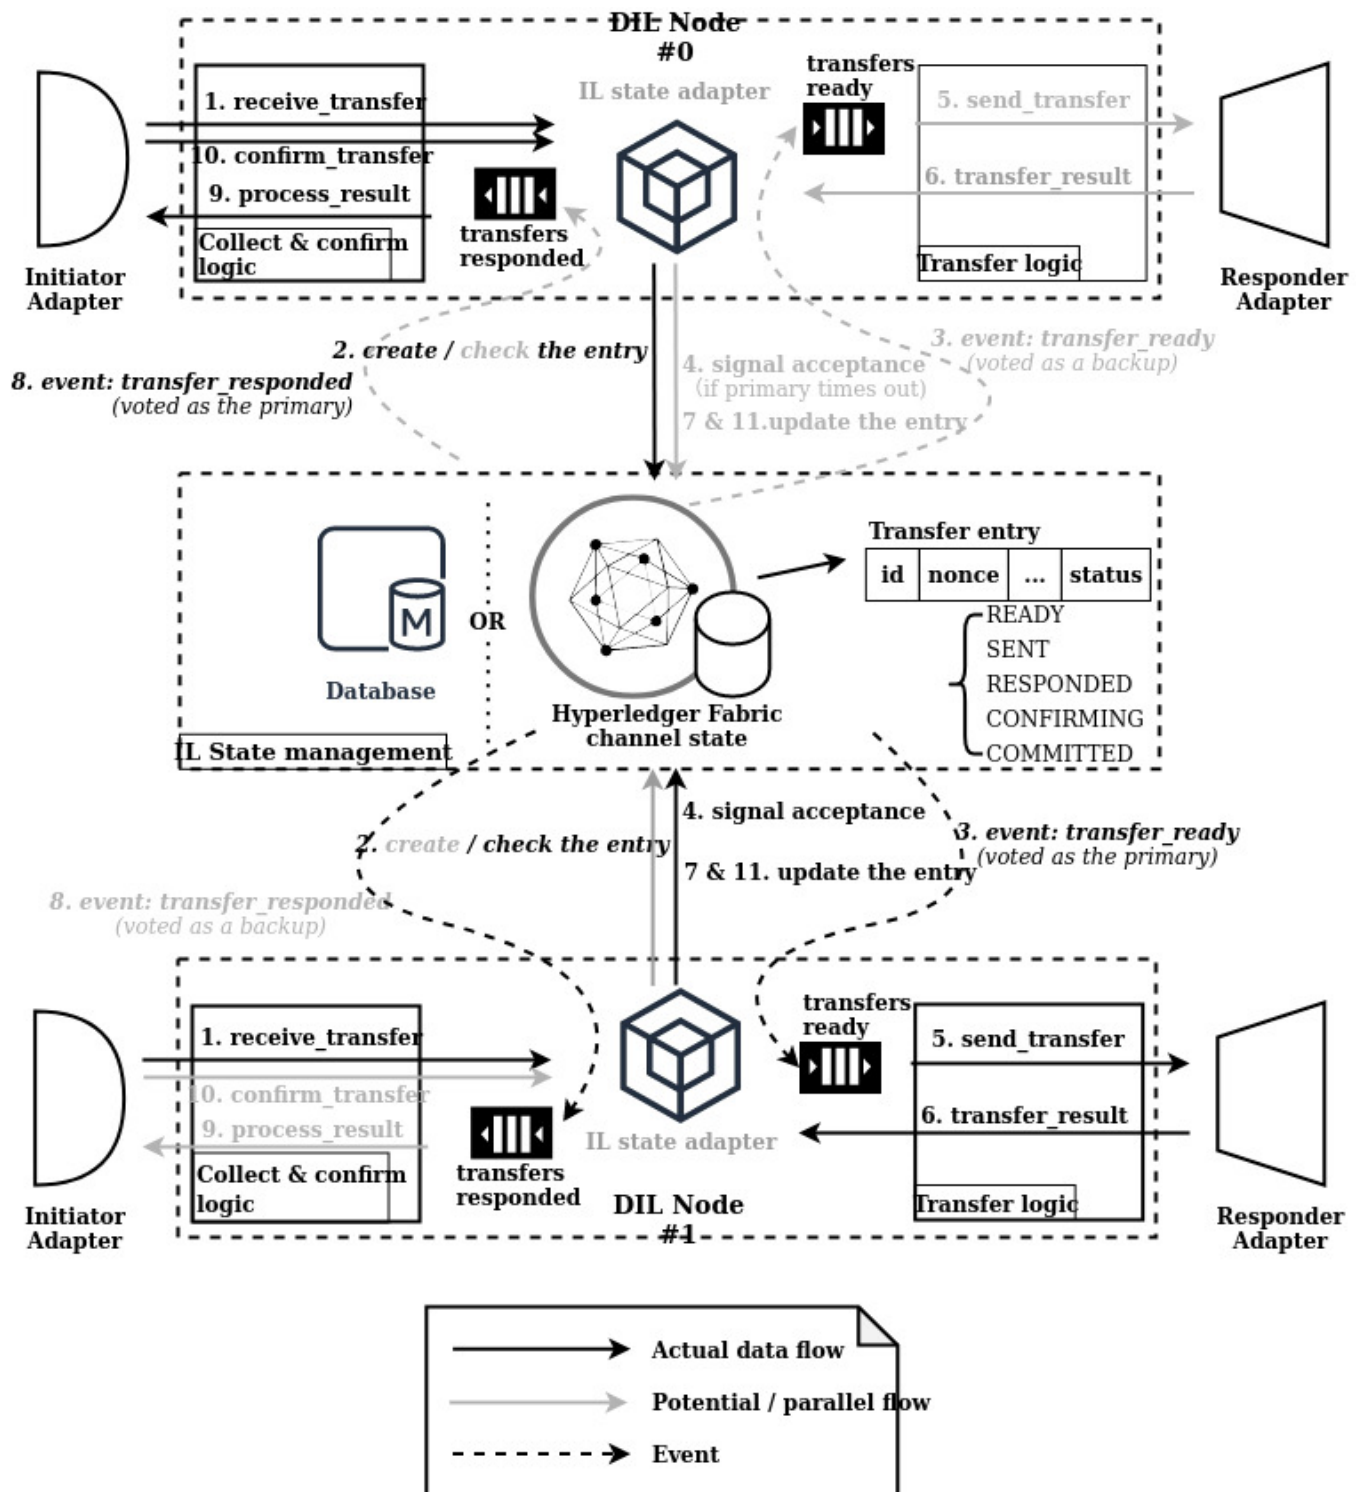 DIL Node
#0
IL state adapter
transfers
ready
1. receive_transfer
10. confirm_transfer
9. process_result
Collect & confirm
logic
transfers
responded
5. send_transfer
6. transfer_result
Transfer logic
Initiator
Adapter
Responder
Adapter
2. create / check the entry
8. event: transfer_responded
(voted as the primary)
4. signal acceptance
(if primary times out)
7 & 11.update the entry
3. event: transfer_ready
(voted as a backup)
Database
OR
IL State management
M
Hyperledger Fabric
channel state
Transfer entry
id nonce ... status
READY
SENT
RESPONDED
CONFIRMING
COMMITTED
2. create / check the entry
8. event: transfer_responded
(voted as a backup)
4. signal acceptance
7 & 11. update the entry
3. event: transfer_ready
(voted as the primary)
1. receive_transfer
10. confirm_transfer
9. process_result
Collect & confirm
logic
transfers
responded
IL state adapter
DIL Node
#1
transfers
ready
5. send_transfer
6. transfer_result
Transfer logic
Initiator
Adapter
Responder
Adapter
Actual data flow
Potential / parallel flow
Event